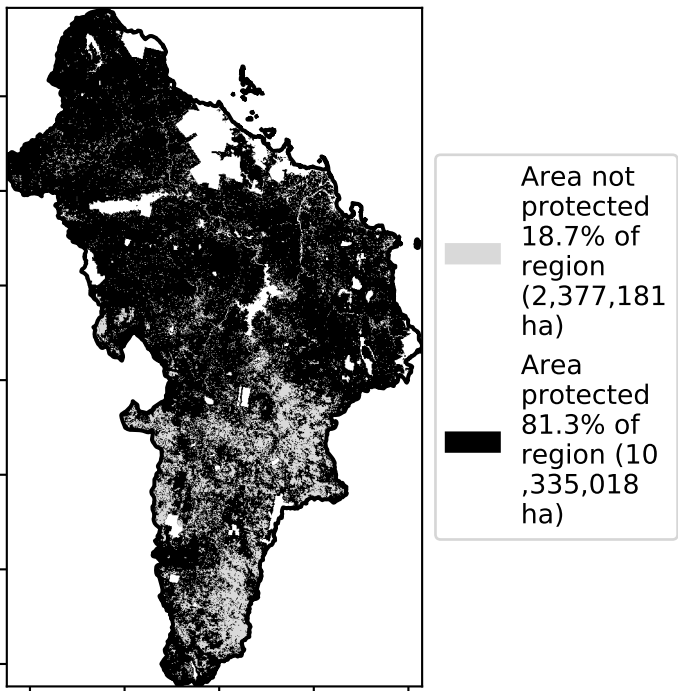 Area not
protected
18.7% of
region
(2,377,181
ha)
Area
protected
81.3% of
region (10
,335,018
ha)